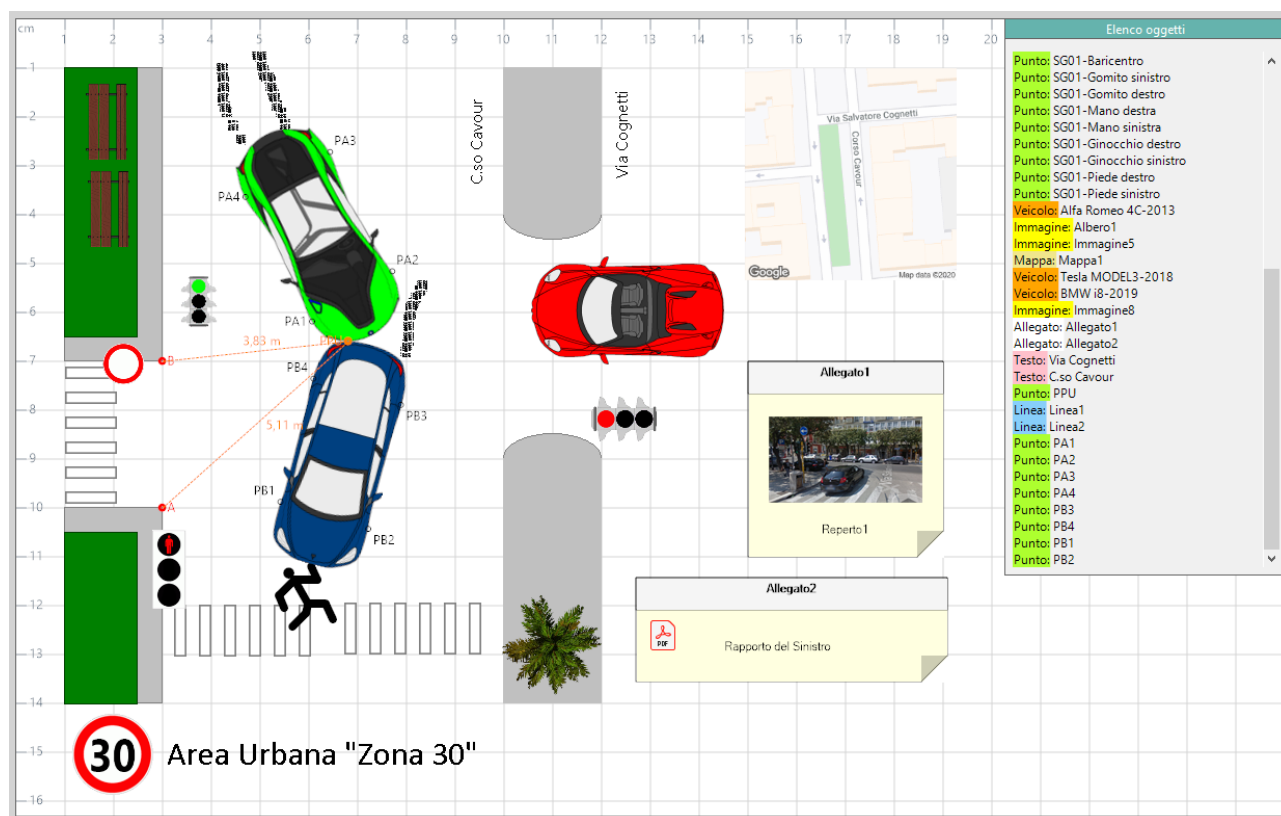 cm
1 2 3 4 5 6 7 8 9 10 11 12 13 14 15 16 17 18 19 20
1
2
3
4
5
6
7
8
9
10
11
12
13
14
15
16
PA3
PA4
PA2
PA1
PB4
PB3
PB1
PB2
3,83 m
5,11 m
B
A
C.so Cavour
Via Cognetti
Via Salvatore Cognetti
Corso Cavour
Google
Map data ©2020
Allegato1
Reperto1
Allegato2
PDF
Rapporto del Sinistro
30
Area Urbana "Zona 30"
Elenco oggetti
Punto: SG01-Baricentro
Punto: SG01-Gomito sinistro
Punto: SG01-Gomito destro
Punto: SG01-Mano destra
Punto: SG01-Mano sinistra
Punto: SG01-Ginocchio destro
Punto: SG01-Ginocchio sinistro
Punto: SG01-Piede destro
Punto: SG01-Piede sinistro
Veicolo: Alfa Romeo 4C-2013
Immagine: Albero1
Immagine: Immagine5
Mappa: Mappa1
Veicolo: Tesla MODEL3-2018
Veicolo: BMW i8-2019
Immagine: Immagine8
Allegato: Allegato1
Allegato: Allegato2
Testo: Via Cognetti
Testo: C.so Cavour
Punto: PPU
Linea: Linea1
Linea: Linea2
Punto: PA1
Punto: PA2
Punto: PA3
Punto: PA4
Punto: PB3
Punto: PB4
Punto: PB1
Punto: PB2